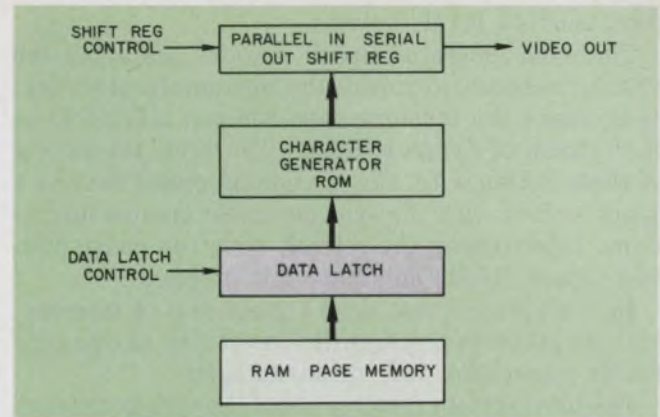 SHIFT REG
CONTROL
PARALLEL IN SERIAL
OUT SHIFT REG
VIDEO OUT
CHARACTER
GENERATOR
ROM
DATA LATCH
CONTROL
DATA LATCH
RAM PAGE MEMORY